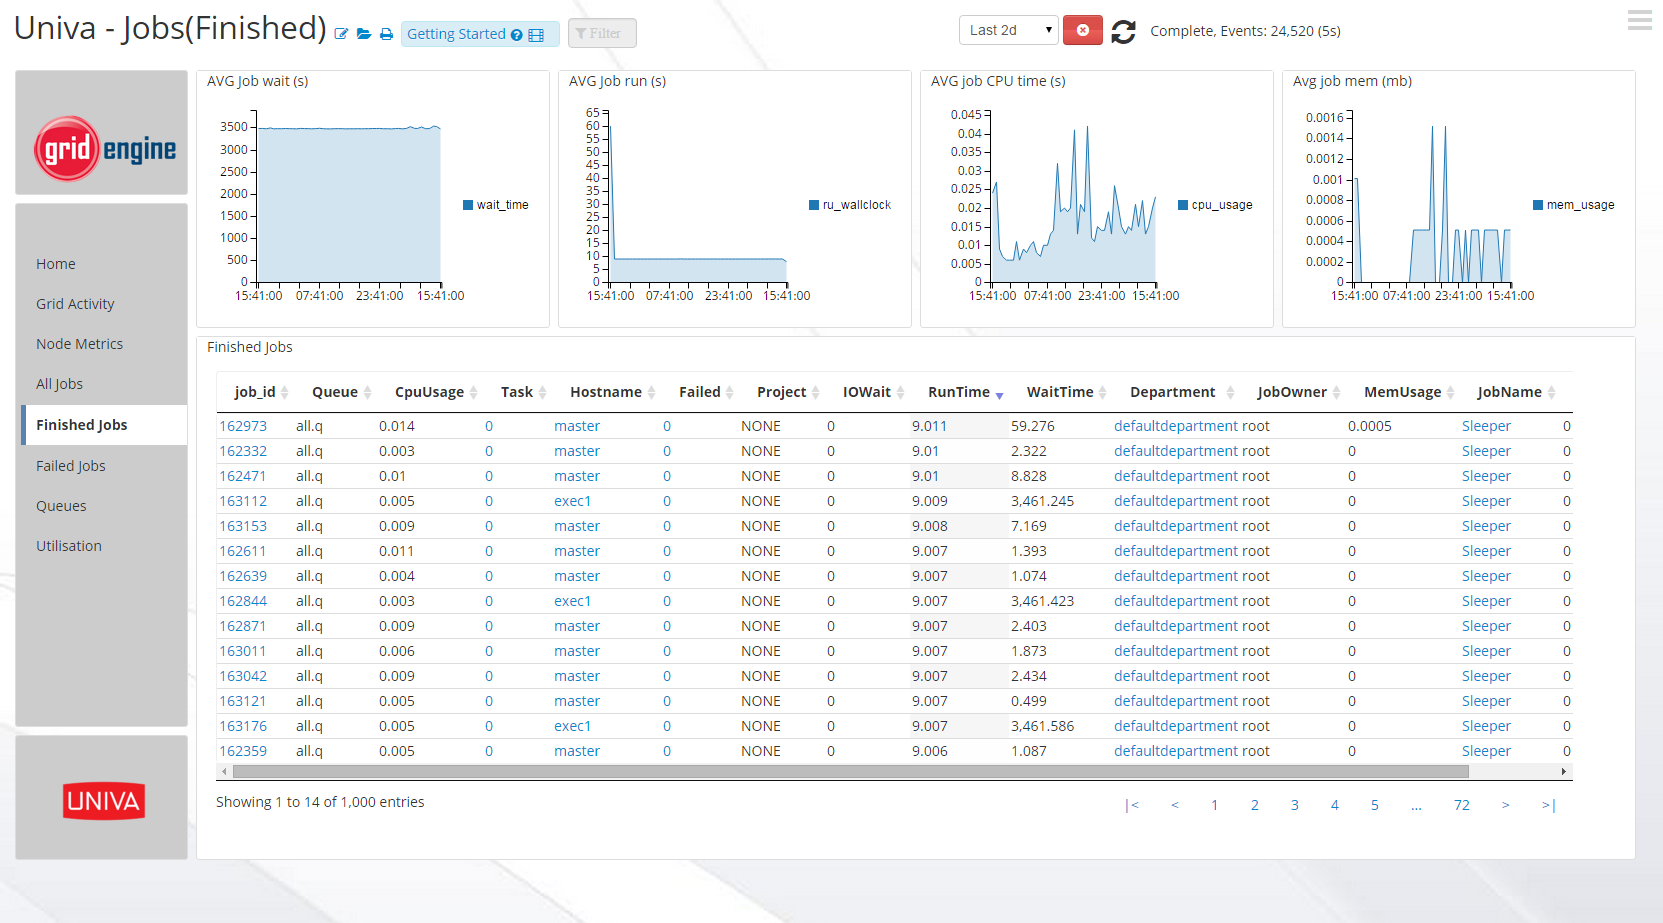 Univa - Jobs(Finished) Getting Started Filter Last 2d Complete, Events: 24,520 (5s)
grid engine
Home
Grid Activity
Node Metrics
All Jobs
Finished Jobs
Failed Jobs
Queues
Utilisation
UNIVA
AVG Job wait (s)
3500
3000
2500
2000
1500
1000
500
0
15:41:00 07:41:00 23:41:00 15:41:00
wait_time
AVG Job run (s)
65
60
55
50
45
40
35
30
25
20
15
10
5
0
15:41:00 07:41:00 23:41:00 15:41:00
ru_wallclock
AVG job CPU time (s)
0.045
0.04
0.035
0.03
0.025
0.02
0.015
0.01
0.005
0
15:41:00 07:41:00 23:41:00 15:41:00
cpu_usage
Avg job mem (mb)
0.0016
0.0014
0.0012
0.001
0.0008
0.0006
0.0004
0.0002
0
15:41:00 07:41:00 23:41:00 15:41:00
mem_usage
Finished Jobs
job_id Queue CpuUsage Task Hostname Failed Project IOWait RunTime WaitTime Department JobOwner MemUsage JobName
162973 all.q 0.014 0 master 0 NONE 0 9.011 59.276 defaultdepartment root 0.0005 Sleeper 0
162332 all.q 0.003 0 master 0 NONE 0 9.01 2.322 defaultdepartment root 0 Sleeper 0
162471 all.q 0.01 0 master 0 NONE 0 9.01 8.828 defaultdepartment root 0 Sleeper 0
163112 all.q 0.005 0 exec1 0 NONE 0 9.009 3,461.245 defaultdepartment root 0 Sleeper 0
163153 all.q 0.009 0 master 0 NONE 0 9.008 7.169 defaultdepartment root 0 Sleeper 0
162611 all.q 0.011 0 master 0 NONE 0 9.007 1.393 defaultdepartment root 0 Sleeper 0
162639 all.q 0.004 0 master 0 NONE 0 9.007 1.074 defaultdepartment root 0 Sleeper 0
162844 all.q 0.003 0 exec1 0 NONE 0 9.007 3,461.423 defaultdepartment root 0 Sleeper 0
162871 all.q 0.009 0 master 0 NONE 0 9.007 2.403 defaultdepartment root 0 Sleeper 0
163011 all.q 0.006 0 master 0 NONE 0 9.007 1.873 defaultdepartment root 0 Sleeper 0
163042 all.q 0.009 0 master 0 NONE 0 9.007 2.434 defaultdepartment root 0 Sleeper 0
163121 all.q 0.005 0 master 0 NONE 0 9.007 0.499 defaultdepartment root 0 Sleeper 0
163176 all.q 0.005 0 exec1 0 NONE 0 9.007 3,461.586 defaultdepartment root 0 Sleeper 0
162359 all.q 0.005 0 master 0 NONE 0 9.006 1.087 defaultdepartment root 0 Sleeper 0
Showing 1 to 14 of 1,000 entries |< < 1 2 3 4 5 ... 72 > >|